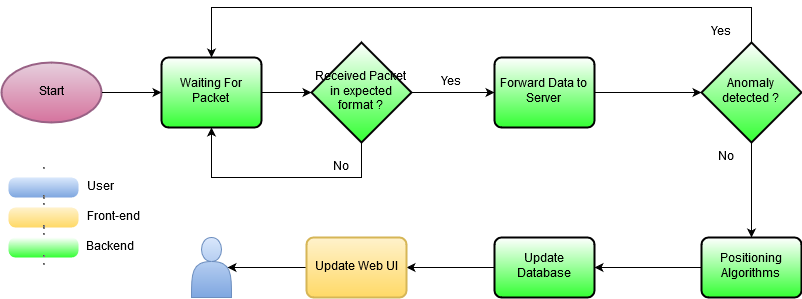 Yes
Start
Waiting For
Packet
Received Packet
in expected
format ?
Yes
Forward Data to
Server
Anomaly
detected ?
No
No
User
Front-end
Backend
Update Web UI
Update
Database
Positioning
Algorithms